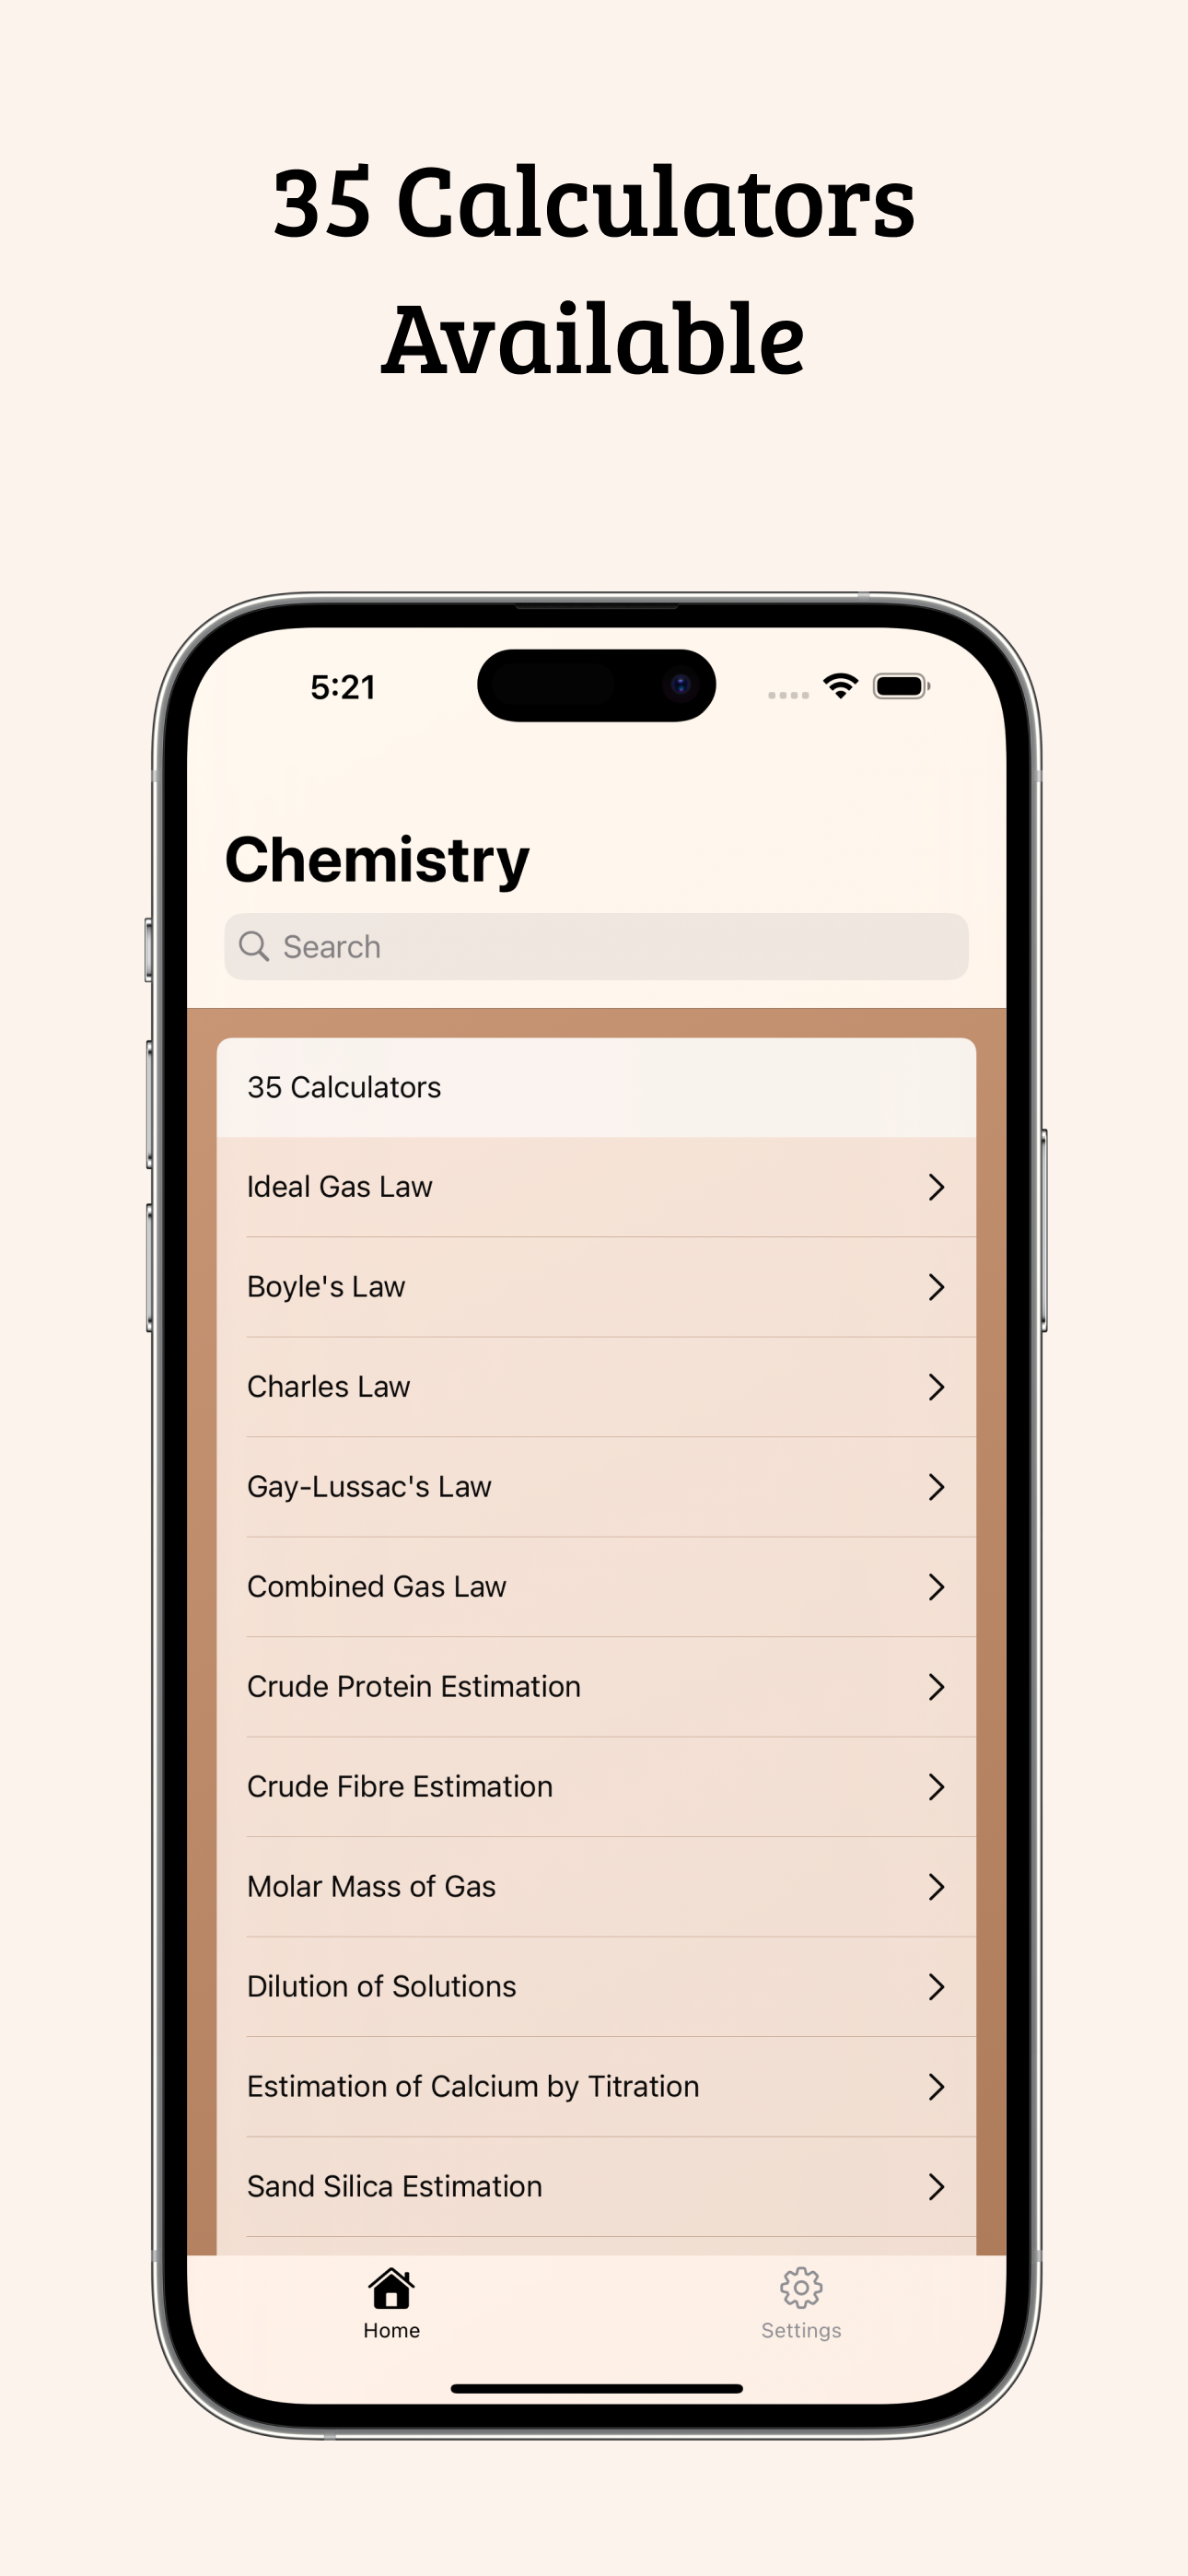 35 Calculators
Available
5:21
Chemistry
Search
35 Calculators
Ideal Gas Law
Boyle's Law
Charles Law
Gay-Lussac's Law
Combined Gas Law
Crude Protein Estimation
Crude Fibre Estimation
Molar Mass of Gas
Dilution of Solutions
Estimation of Calcium by Titration
Sand Silica Estimation
Home
Settings